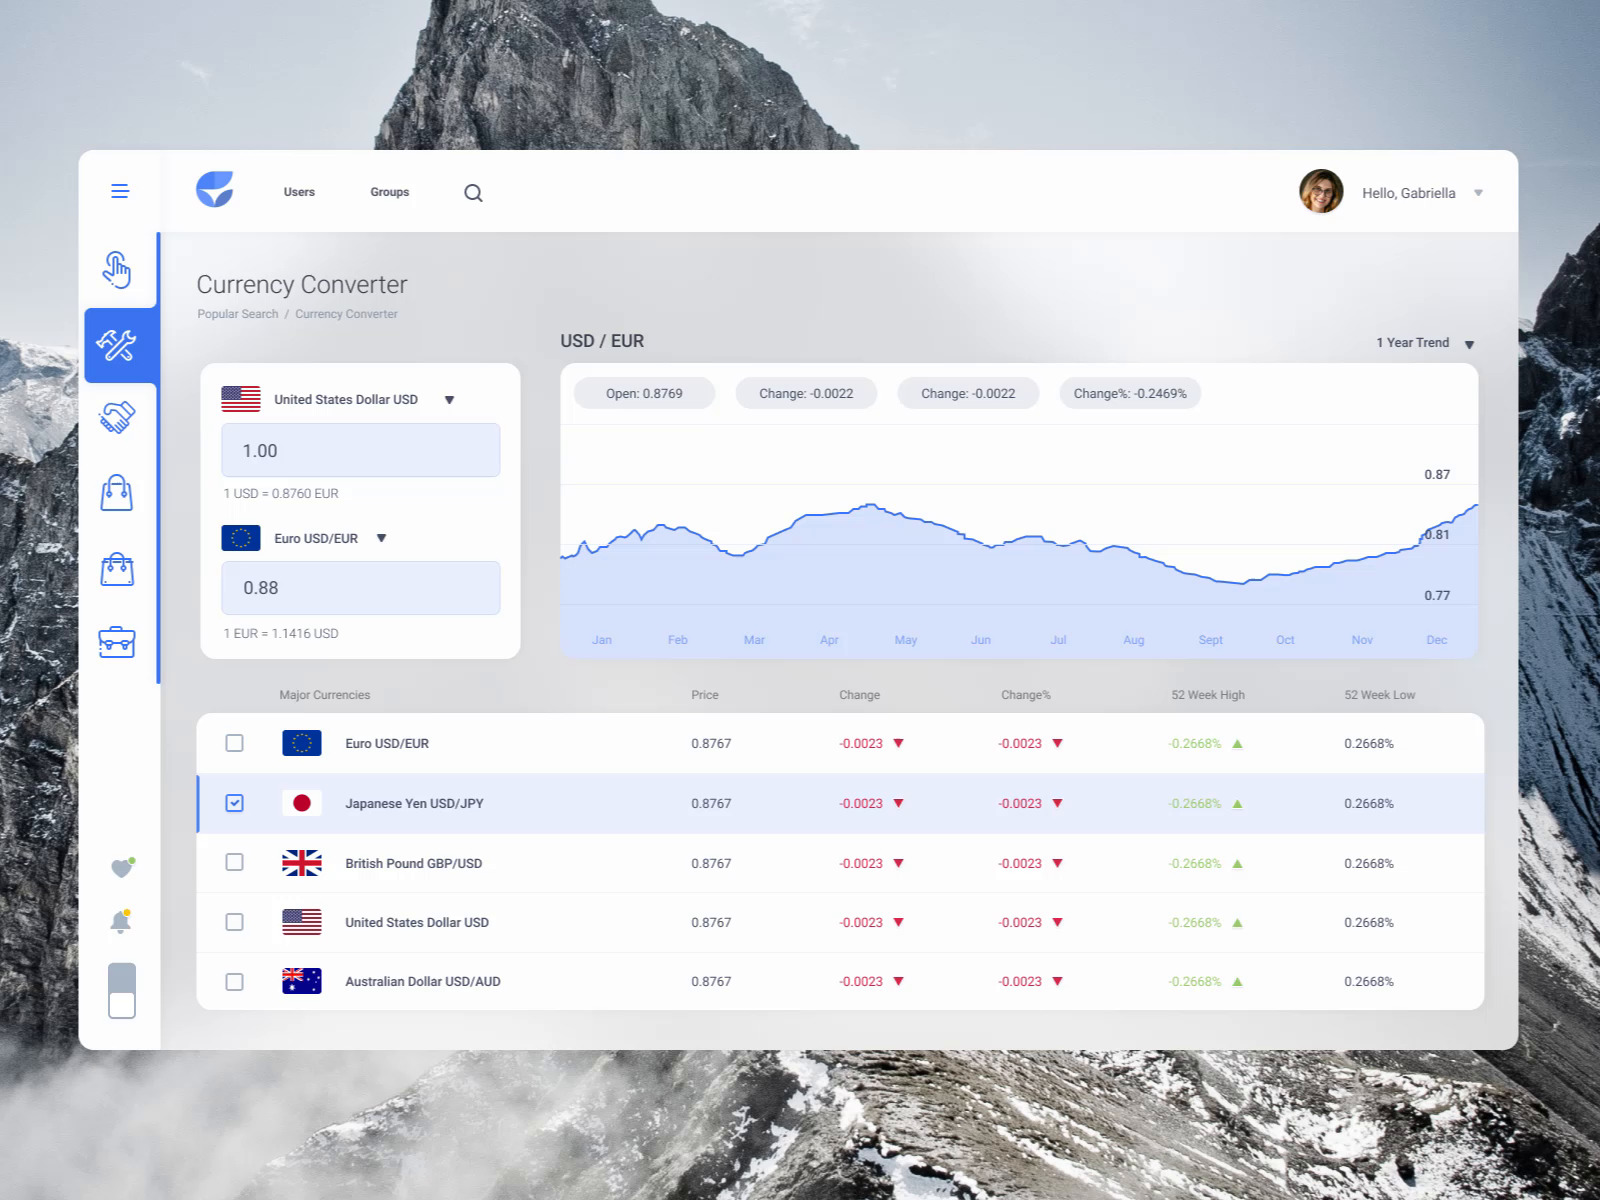 Users Groups
Hello, Gabriella
Currency Converter
Popular Search / Currency Converter
USD / EUR
1 Year Trend
United States Dollar USD
1.00
1 USD = 0.8760 EUR
Euro USD/EUR
0.88
1 EUR = 1.1416 USD
Open: 0.8769 Change: -0.0022 Change: -0.0022 Change%: -0.2469%
0.87
0.81
0.77
Jan Feb Mar Apr May Jun Jul Aug Sept Oct Nov Dec
Major Currencies Price Change Change% 52 Week High 52 Week Low
Euro USD/EUR 0.8767 -0.0023 -0.0023 -0.2668% 0.2668%
Japanese Yen USD/JPY 0.8767 -0.0023 -0.0023 -0.2668% 0.2668%
British Pound GBP/USD 0.8767 -0.0023 -0.0023 -0.2668% 0.2668%
United States Dollar USD 0.8767 -0.0023 -0.0023 -0.2668% 0.2668%
Australian Dollar USD/AUD 0.8767 -0.0023 -0.0023 -0.2668% 0.2668%